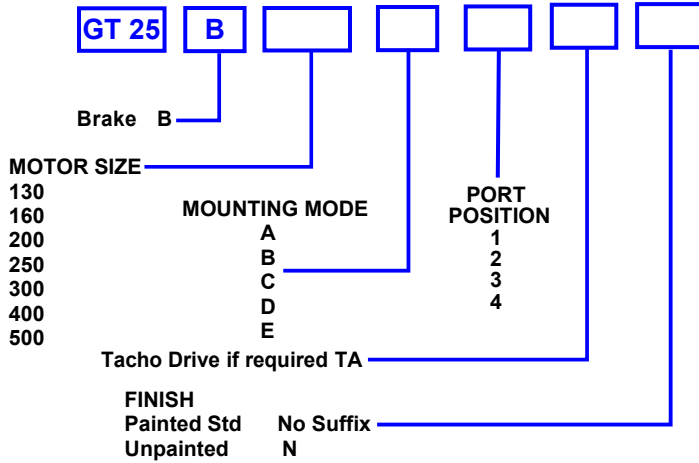 GT 25 B
Brake B
MOTOR SIZE
130
160
200
250
300
400
500
MOUNTING MODE
A
B
C
D
E
PORT
POSITION
1
2
3
4
Tacho Drive if required TA
FINISH
Painted Std No Suffix
Unpainted N